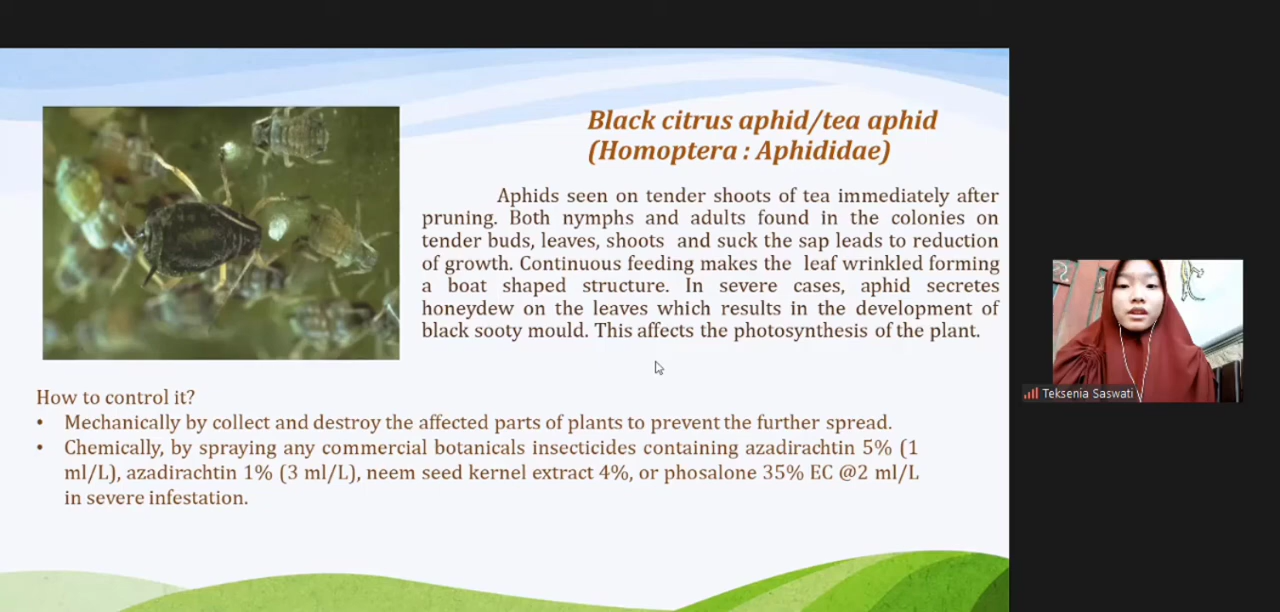 Black citrus aphid/tea aphid
(Homoptera : Aphididae)
Aphids seen on tender shoots of tea immediately after
pruning. Both nymphs and adults found in the colonies on
tender buds, leaves, shoots and suck the sap leads to reduction
of growth. Continuous feeding makes the leaf wrinkled forming
a boat shaped structure. In severe cases, aphid secretes
honeydew on the leaves which results in the development of
black sooty mould. This affects the photosynthesis of the plant.
How to control it?
• Mechanically by collect and destroy the affected parts of plants to prevent the further spread.
• Chemically, by spraying any commercial botanicals insecticides containing azadirachtin 5% (1
ml/L), azadirachtin 1% (3 ml/L), neem seed kernel extract 4%, or phosalone 35% EC @2 ml/L
in severe infestation.
Teksenia Saswati